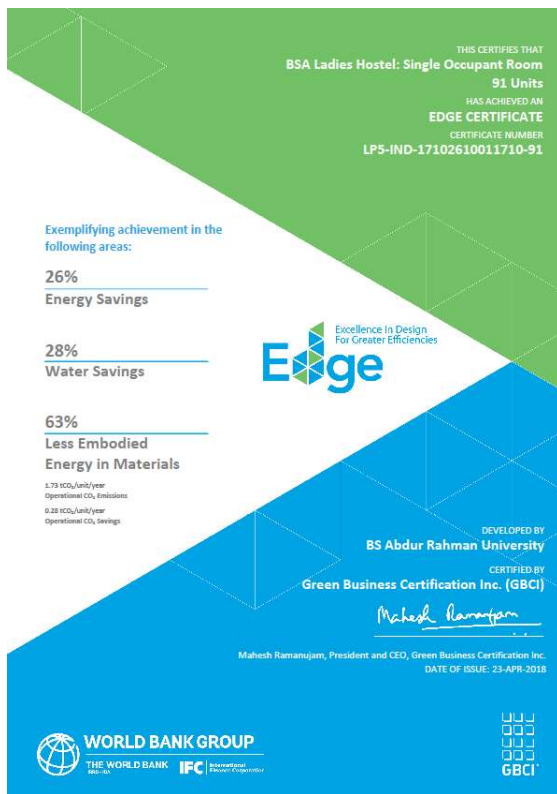 THIS CERTIFIES THAT
BSA Ladies Hostel: Single Occupant Room
91 Units
HAS ACHIEVED AN
EDGE CERTIFICATE
CERTIFICATE NUMBER
LP5-IND-17102610011710-91
Exemplifying achievement in the
following areas:
26%
Energy Savings
28%
Water Savings
63%
Less Embodied
Energy in Materials
1.73 tCO₂/unit/year
Operational CO₂ Emissions
0.28 tCO₂/unit/year
Operational CO₂ Savings
Edge
Excellence In Design
For Greater Efficiencies
DEVELOPED BY
BS Abdur Rahman University
CERTIFIED BY
Green Business Certification Inc. (GBCI)
Mahesh Ramanujam
Mahesh Ramanujam, President and CEO, Green Business Certification Inc.
DATE OF ISSUE: 23-APR-2018
WORLD BANK GROUP
THE WORLD BANK
IBRD • IDA
IFC
International
Finance Corporation
GBCI